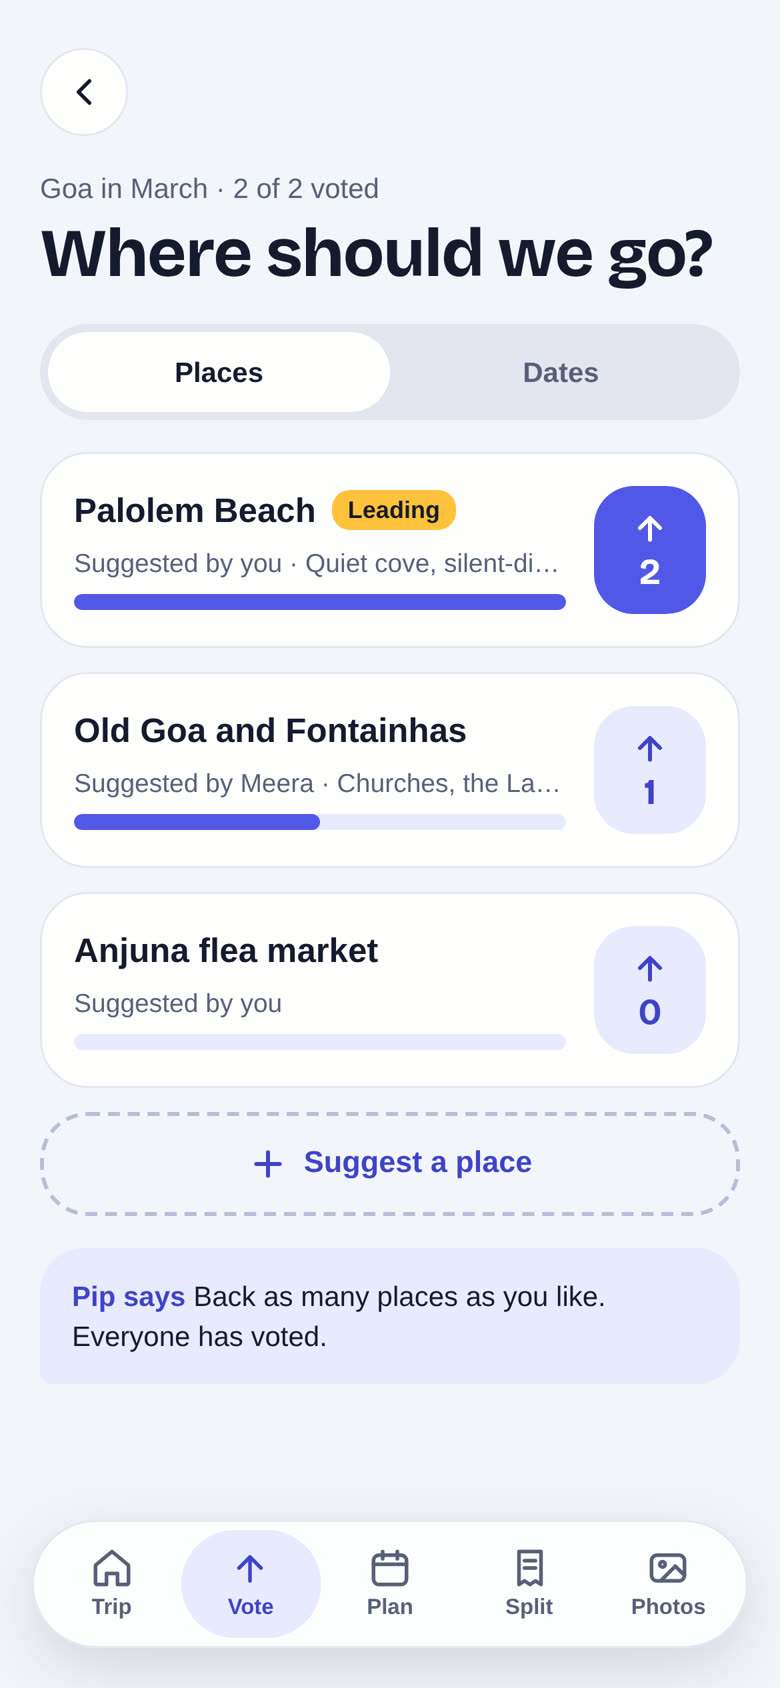 Goa in March · 2 of 2 voted
Where should we go?
Places
Dates
Palolem Beach
Leading
Suggested by you · Quiet cove, silent-di…
2
Old Goa and Fontainhas
Suggested by Meera · Churches, the La…
1
Anjuna flea market
Suggested by you
0
Suggest a place
Pip says Back as many places as you like.
Everyone has voted.
Trip
Vote
Plan
Split
Photos